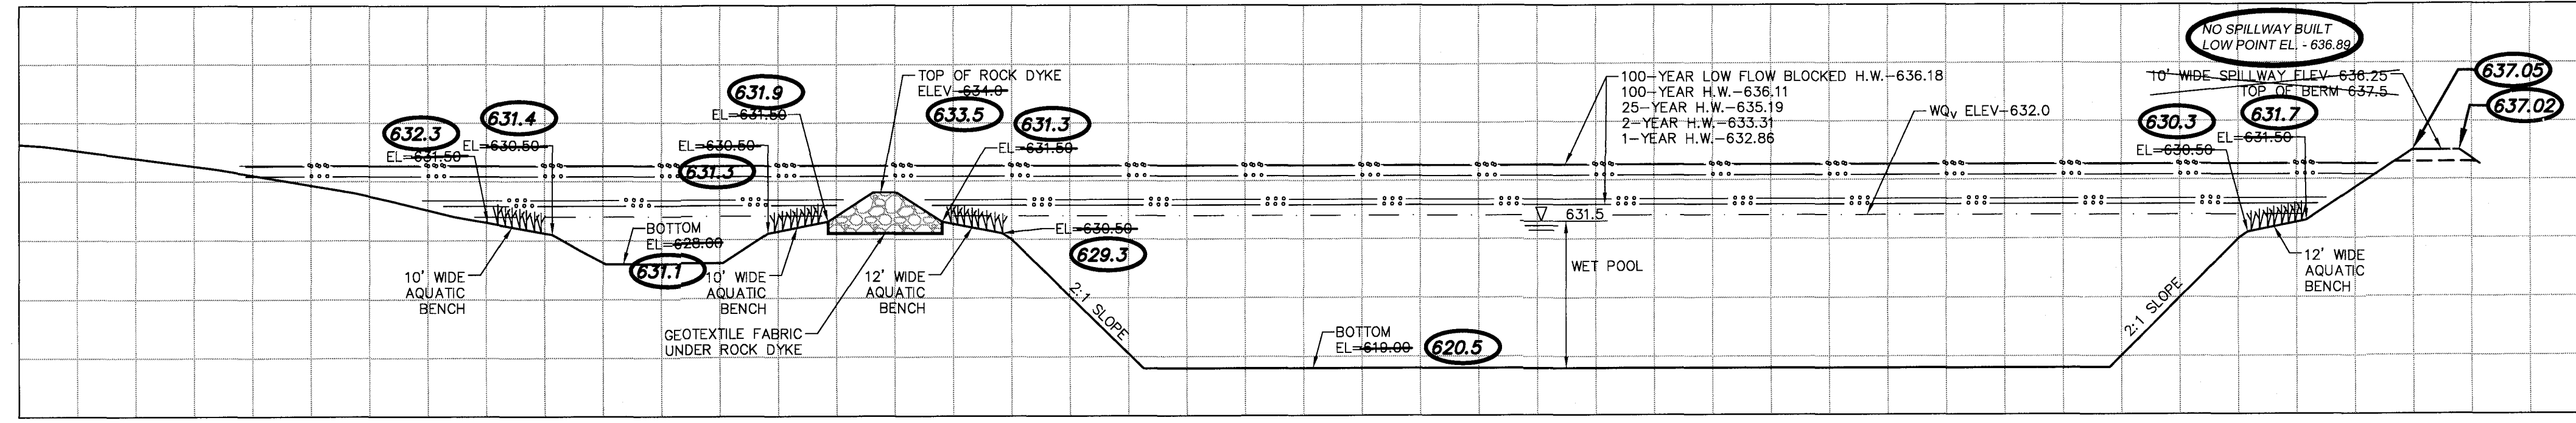 NO SPILLWAY BUILT
LOW POINT EL. - 636.89
10' WIDE SPILLWAY ELEV-636.25
TOP OF BERM 637.5
637.05
637.02
TOP OF ROCK DYKE
ELEV-634.0
633.5
100-YEAR LOW FLOW BLOCKED H.W.-636.18
100-YEAR H.W.-636.11
25-YEAR H.W.-635.19
2-YEAR H.W.-633.31
1-YEAR H.W.-632.86
WQv ELEV-632.0
632.3
EL=631.50
631.4
EL=630.50
631.9
EL=631.50
EL=630.50
631.3
631.3
EL=631.50
630.3
EL=630.50
631.7
EL=631.50
631.5
BOTTOM
EL=628.00
631.1
EL=630.50
629.3
10' WIDE
AQUATIC
BENCH
10' WIDE
AQUATIC
BENCH
12' WIDE
AQUATIC
BENCH
WET POOL
12' WIDE
AQUATIC
BENCH
2:1 SLOPE
2:1 SLOPE
GEOTEXTILE FABRIC
UNDER ROCK DYKE
BOTTOM
EL=619.00
620.5